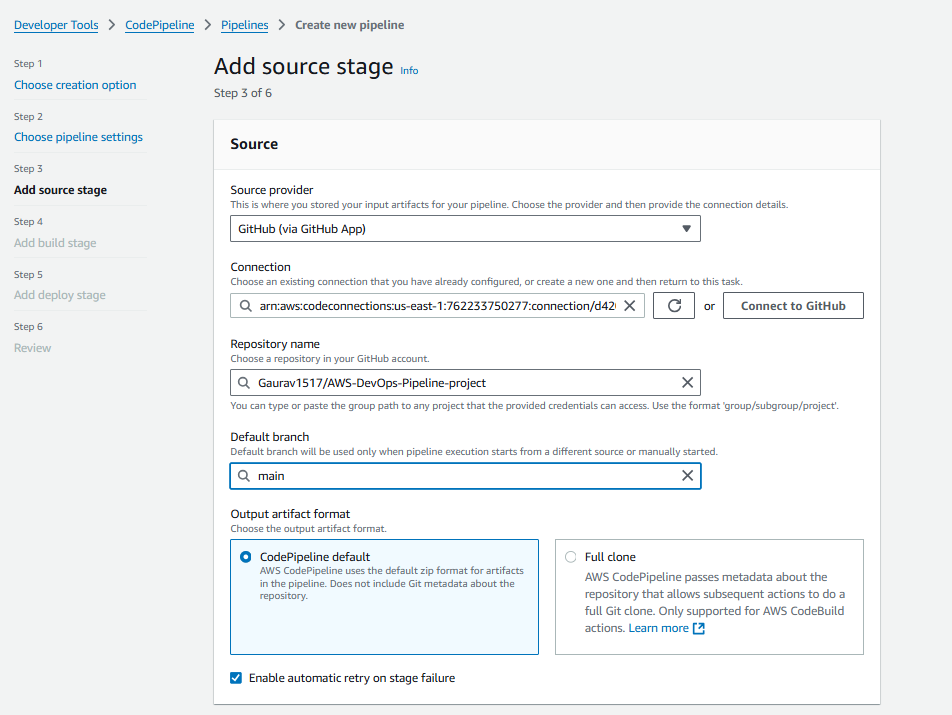 Developer Tools > CodePipeline > Pipelines > Create new pipeline
Step 1
Choose creation option
Step 2
Choose pipeline settings
Step 3
Add source stage
Step 4
Add build stage
Step 5
Add deploy stage
Step 6
Review
Add source stage Info
Step 3 of 6
Source
Source provider
This is where you stored your input artifacts for your pipeline. Choose the provider and then provide the connection details.
GitHub (via GitHub App)
Connection
Choose an existing connection that you have already configured, or create a new one and then return to this task.
arn:aws:codeconnections:us-east-1:762233750277:connection/d42 or Connect to GitHub
Repository name
Choose a repository in your GitHub account.
Gaurav1517/AWS-DevOps-Pipeline-project
You can type or paste the group path to any project that the provided credentials can access. Use the format 'group/subgroup/project'.
Default branch
Default branch will be used only when pipeline execution starts from a different source or manually started.
main
Output artifact format
Choose the output artifact format.
CodePipeline default
AWS CodePipeline uses the default zip format for artifacts
in the pipeline. Does not include Git metadata about the
repository.
Full clone
AWS CodePipeline passes metadata about the
repository that allows subsequent actions to do a
full Git clone. Only supported for AWS CodeBuild
actions. Learn more
Enable automatic retry on stage failure